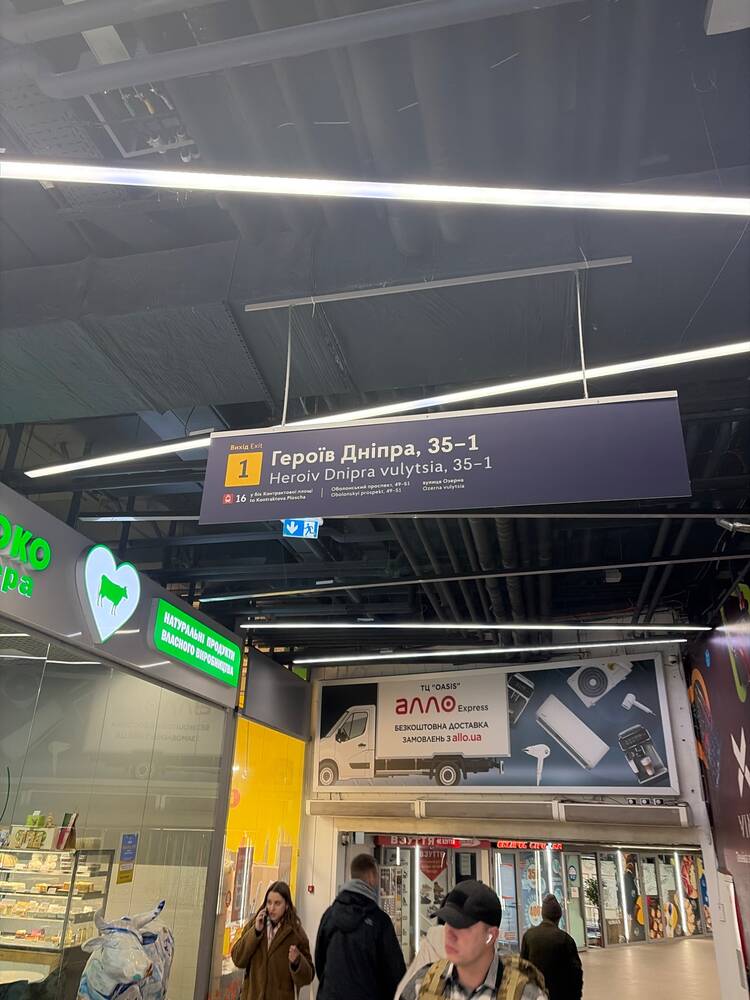 Вихід Exit
1
Героїв Дніпра, 35–1
Heroiv Dnipra vulytsia, 35–1
16
у бік Контрактової площі
to Kontraktova Ploscha
Оболонський проспект, 49–51
Obolonskyi prospekt, 49–51
вулиця Озерна
Ozerna vulytsia
НАТУРАЛЬНІ ПРОДУКТИ
ВЛАСНОГО ВИРОБНИЦТВА
ТЦ "OASIS"
алло Express
БЕЗКОШТОВНА ДОСТАВКА
ЗАМОВЛЕНЬ З allo.ua
ВЗУТТЯ
ВЗУТТЯ